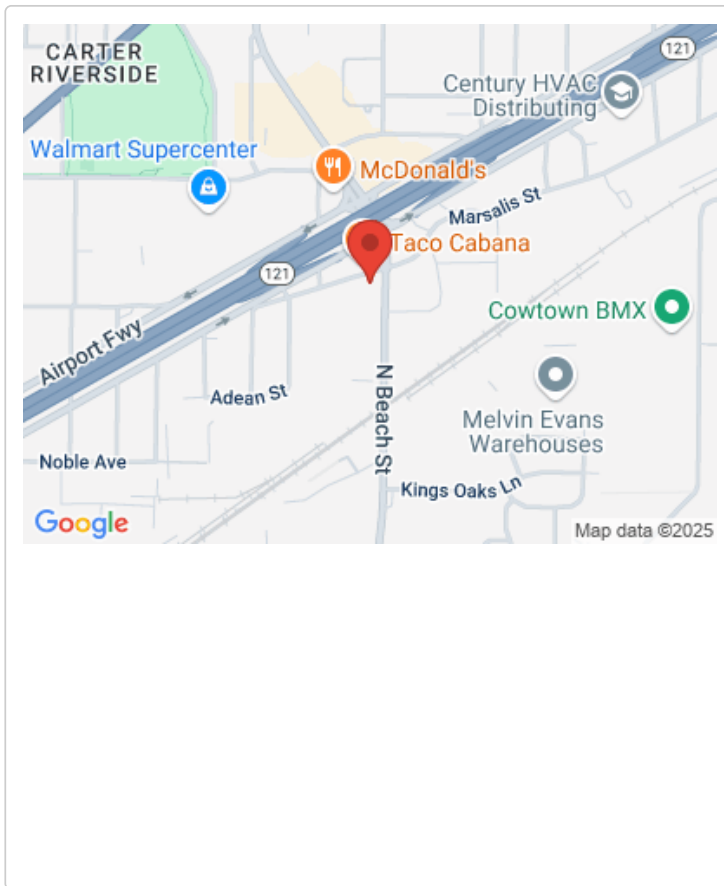 CARTER
RIVERSIDE
121
Century HVAC
Distributing
Walmart Supercenter
McDonald's
Marsalis St
Taco Cabana
121
Cowtown BMX
Airport Fwy
N Beach St
Adean St
Melvin Evans
Warehouses
Noble Ave
Kings Oaks Ln
Google
Map data ©2025